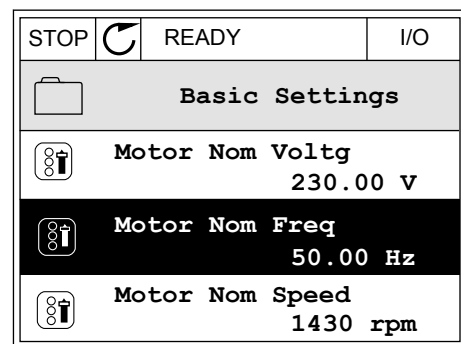 STOP READY I/O
Basic Settings
Motor Nom Voltg
230.00 V
Motor Nom Freq
50.00 Hz
Motor Nom Speed
1430 rpm